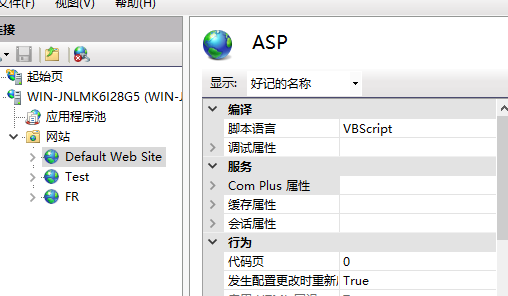 文件(F) 视图(V) 帮助(H)
连接
起始页
WIN-JNLMK6I28G5 (WIN-J
应用程序池
网站
Default Web Site
Test
FR
ASP
显示: 好记的名称
编译
脚本语言 VBScript
调试属性
服务
Com Plus 属性
缓存属性
会话属性
行为
代码页 0
发生配置更改时重新 True